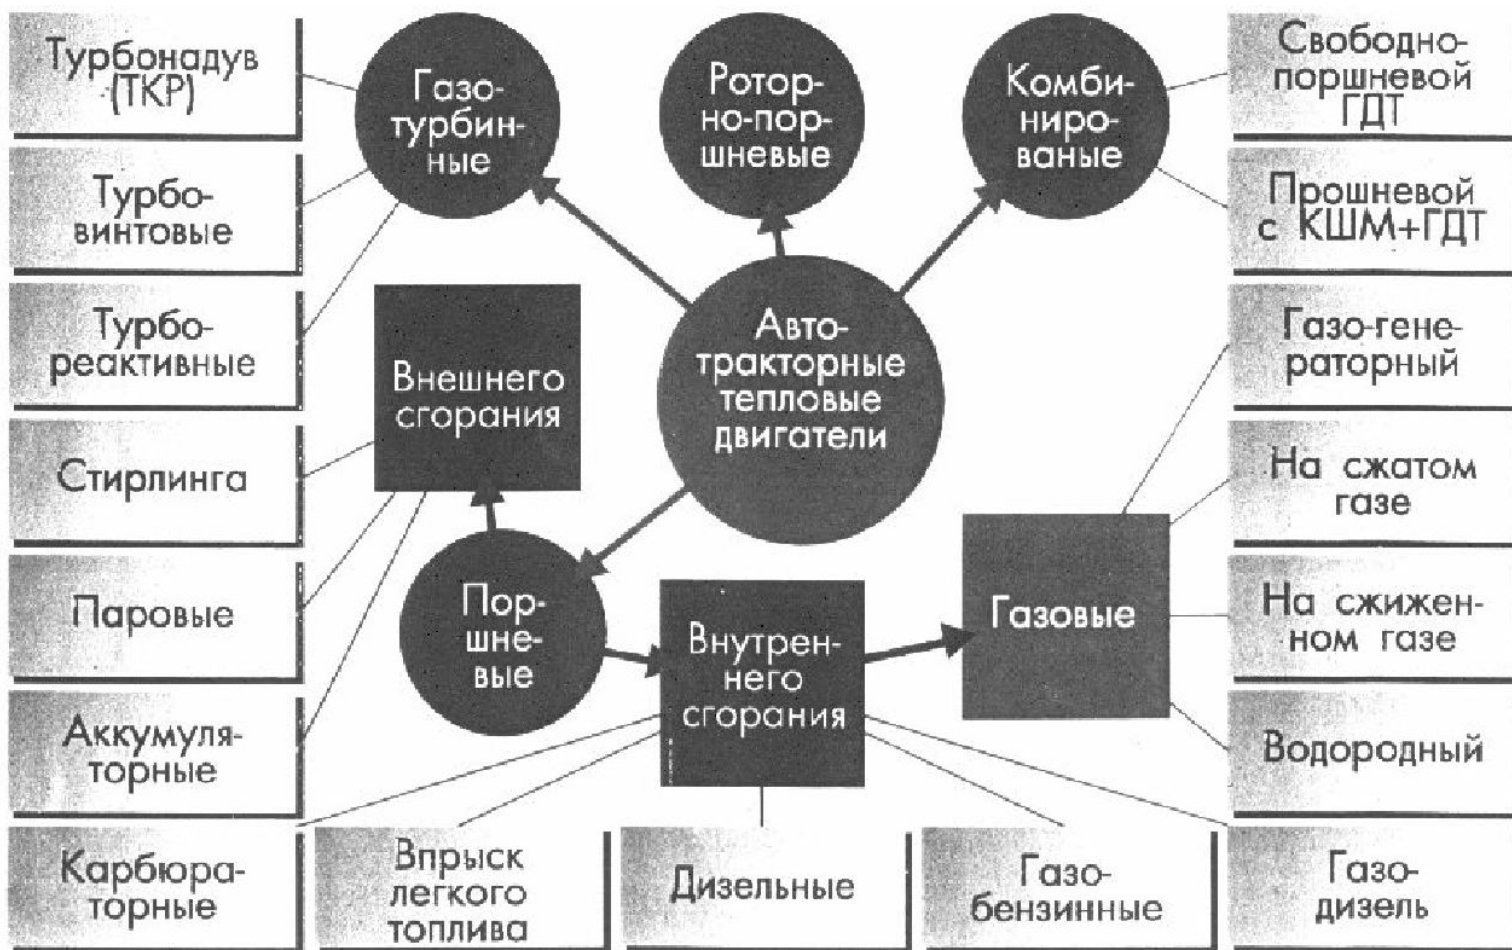 Турбонадув
(ТКР)
Газо-
турбин-
ные
Ротор-
но-пор-
шневые
Комби-
ниро-
ваные
Свободно-
поршневой
ГДТ
Турбо-
винтовые
Прошневой
с КШМ+ГДТ
Турбо-
реактивные
Внешнего
сгорания
Авто-
тракторные
тепловые
двигатели
Газо-гене-
раторный
Стирлинга
На сжатом
газе
Паровые
Пор-
шне-
вые
Внутрен-
него
сгорания
Газовые
На сжижен-
ном газе
Аккумуля-
торные
Водородный
Карбюра-
торные
Впрыск
легкого
топлива
Дизельные
Газо-
бензинные
Газо-
дизель